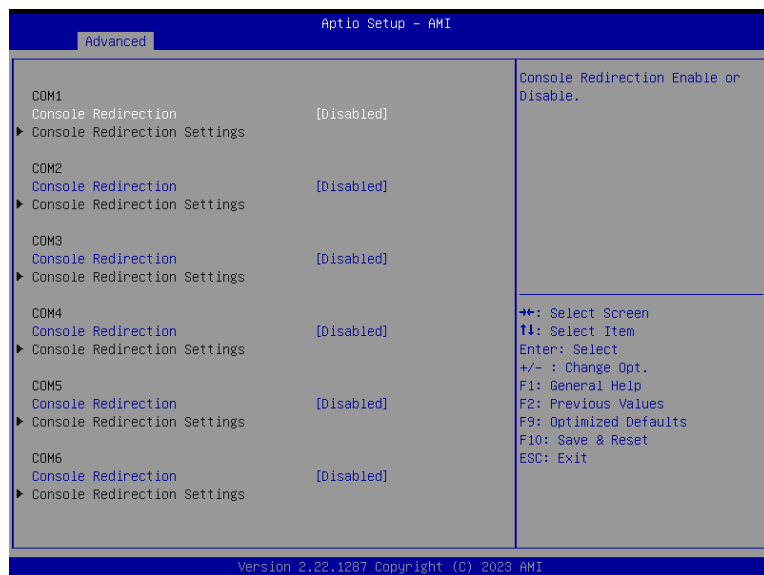 Aptio Setup - AMI
Advanced
COM1
Console Redirection [Disabled]
▶ Console Redirection Settings
COM2
Console Redirection [Disabled]
▶ Console Redirection Settings
COM3
Console Redirection [Disabled]
▶ Console Redirection Settings
COM4
Console Redirection [Disabled]
▶ Console Redirection Settings
COM5
Console Redirection [Disabled]
▶ Console Redirection Settings
COM6
Console Redirection [Disabled]
▶ Console Redirection Settings
Console Redirection Enable or
Disable.
→←: Select Screen
↑↓: Select Item
Enter: Select
+/- : Change Opt.
F1: General Help
F2: Previous Values
F9: Optimized Defaults
F10: Save & Reset
ESC: Exit
Version 2.22.1287 Copyright (C) 2023 AMI